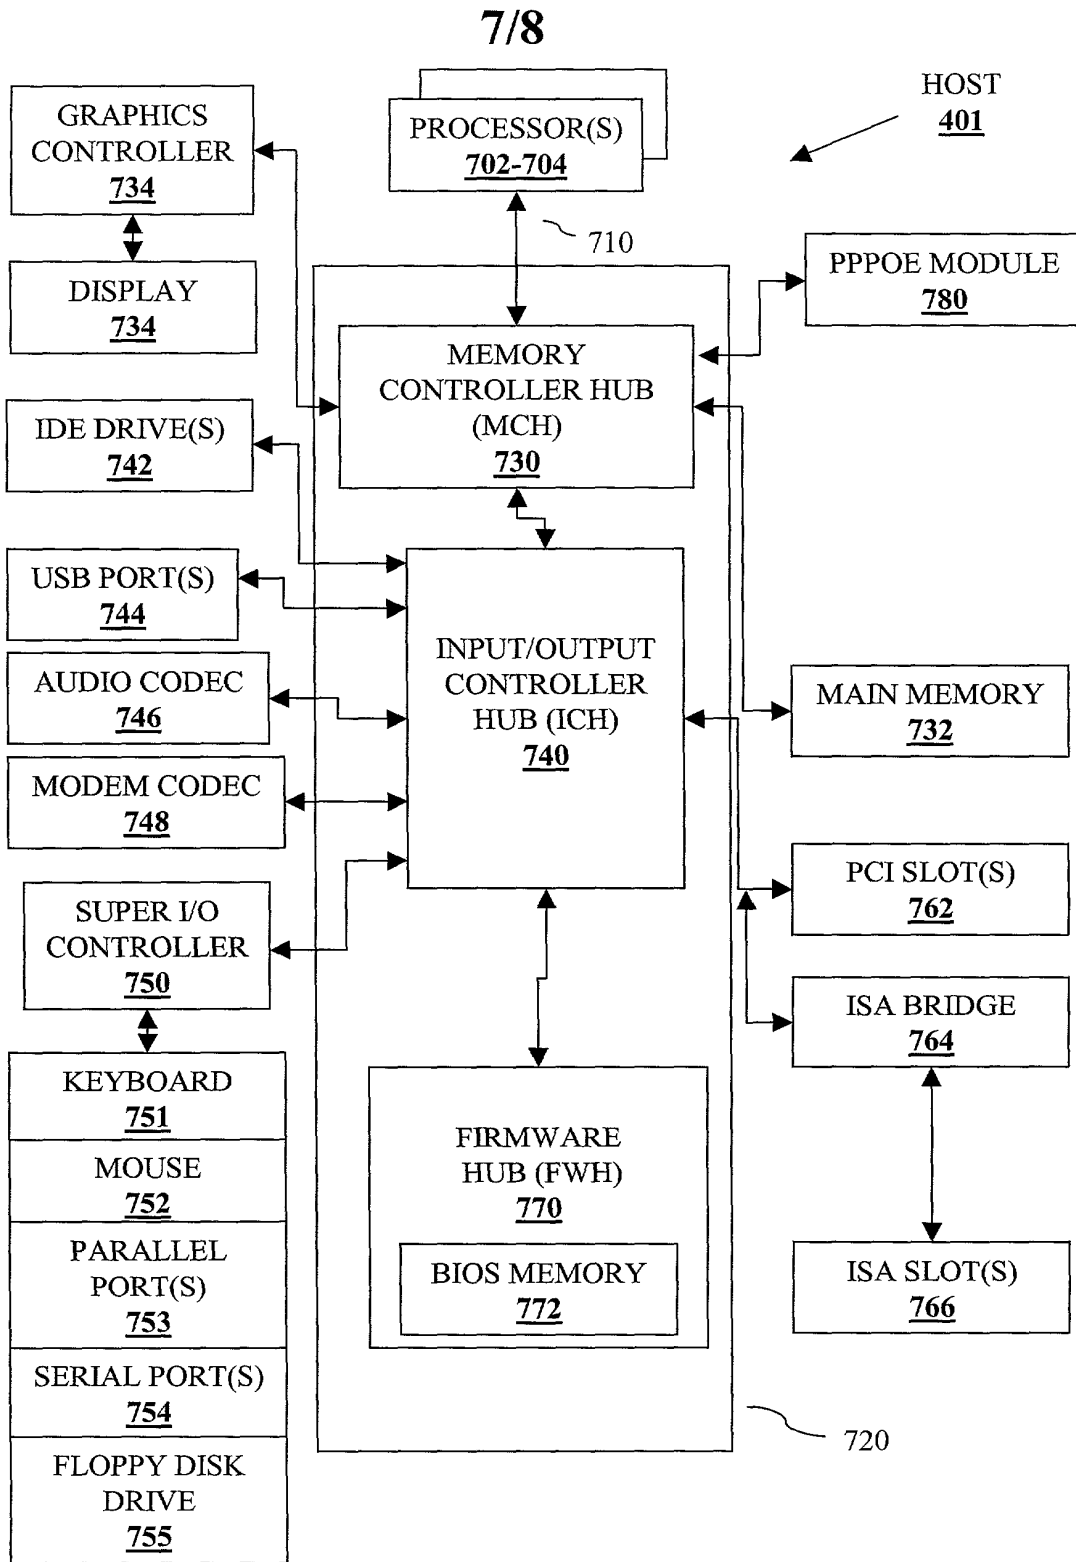 7/8
HOST
401
GRAPHICS
CONTROLLER
734
PROCESSOR(S)
702-704
710
DISPLAY
734
PPPOE MODULE
780
MEMORY
CONTROLLER HUB
(MCH)
730
IDE DRIVE(S)
742
USB PORT(S)
744
INPUT/OUTPUT
CONTROLLER
HUB (ICH)
740
AUDIO CODEC
746
MAIN MEMORY
732
MODEM CODEC
748
PCI SLOT(S)
762
SUPER I/O
CONTROLLER
750
ISA BRIDGE
764
KEYBOARD
751
MOUSE
752
PARALLEL
PORT(S)
753
SERIAL PORT(S)
754
FLOPPY DISK
DRIVE
755
FIRMWARE
HUB (FWH)
770
BIOS MEMORY
772
ISA SLOT(S)
766
720